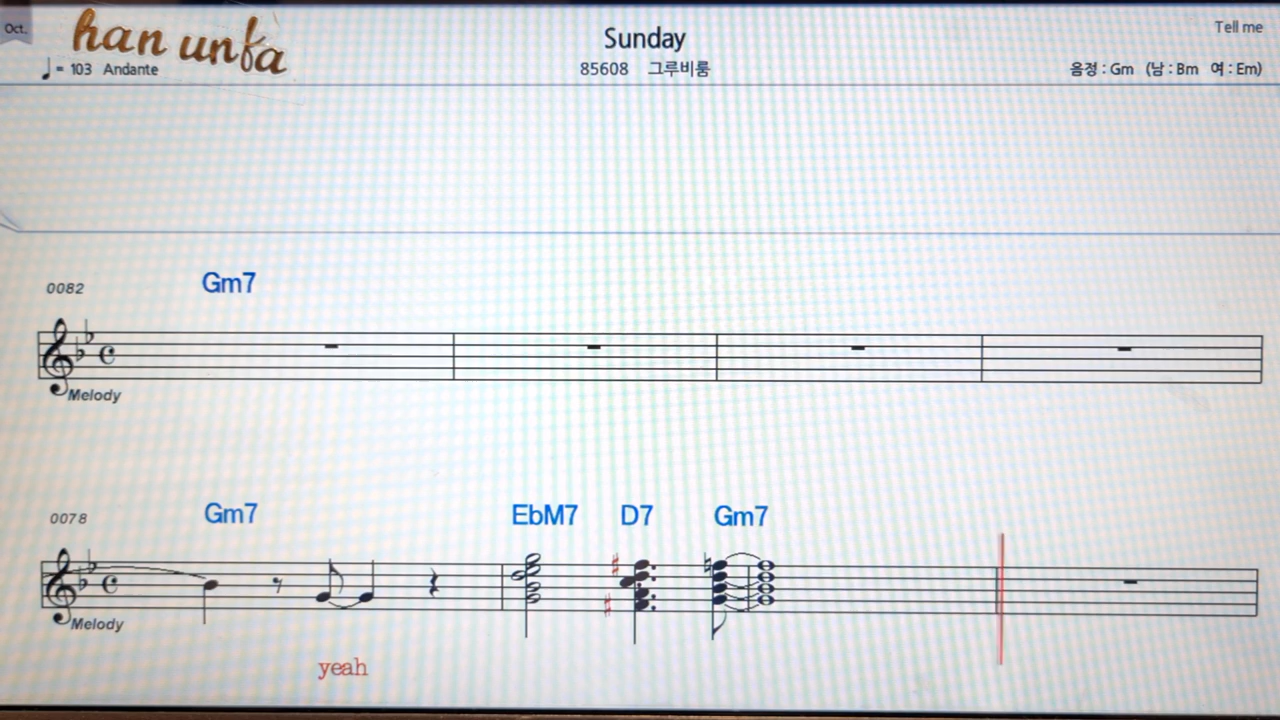 Oct.
han unfa
Sunday
Tell me
♩= 103 Andante
85608 그루비룸
음정 : Gm (남 : Bm 여 : Em)
Gm7
0082
Melody
Gm7 EbM7 D7 Gm7
0078
Melody
yeah